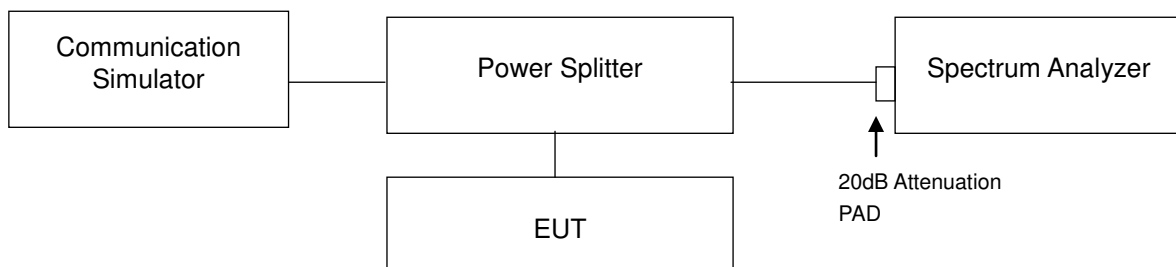 Communication
Simulator
Power Splitter
Spectrum Analyzer
20dB Attenuation
PAD
EUT